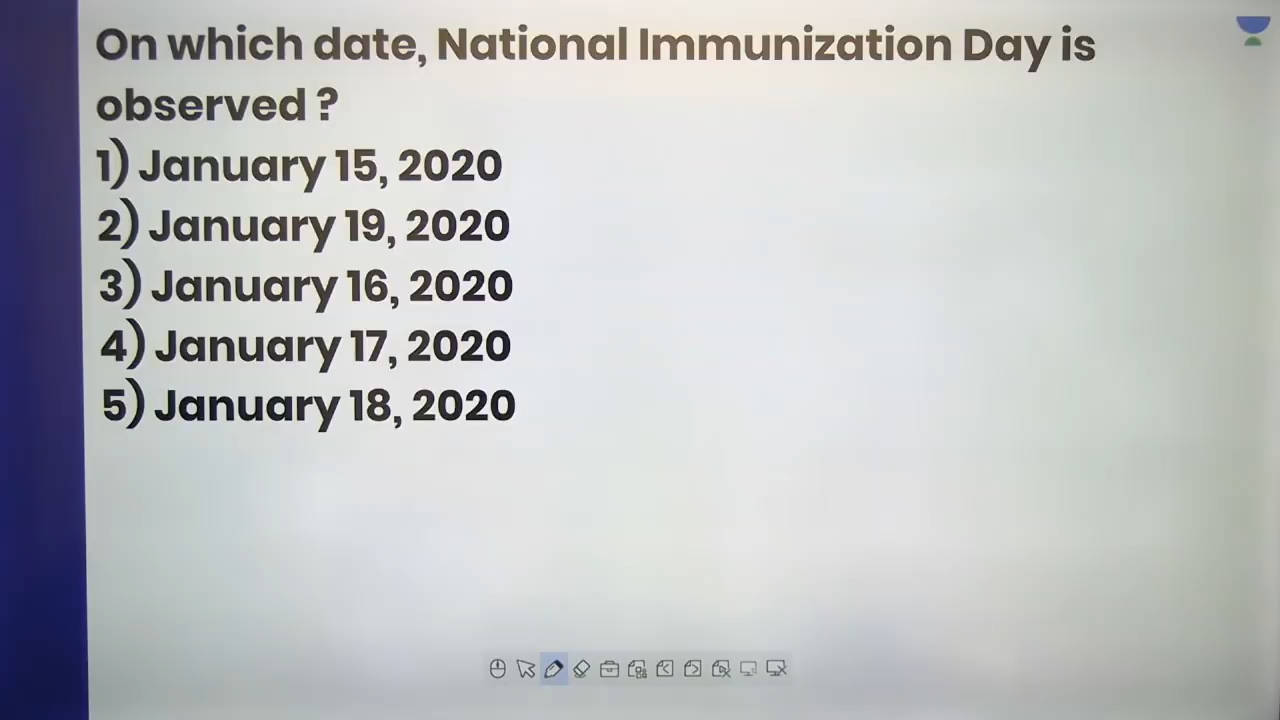 On which date, National Immunization Day is
observed ?
1) January 15, 2020
2) January 19, 2020
3) January 16, 2020
4) January 17, 2020
5) January 18, 2020